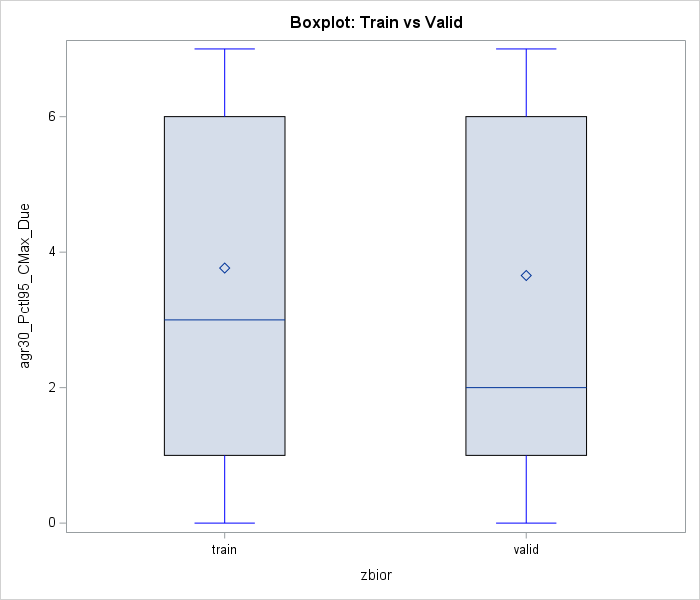 Boxplot: Train vs Valid
agr30_Pctl95_CMax_Due
6
4
2
0
train
valid
zbior